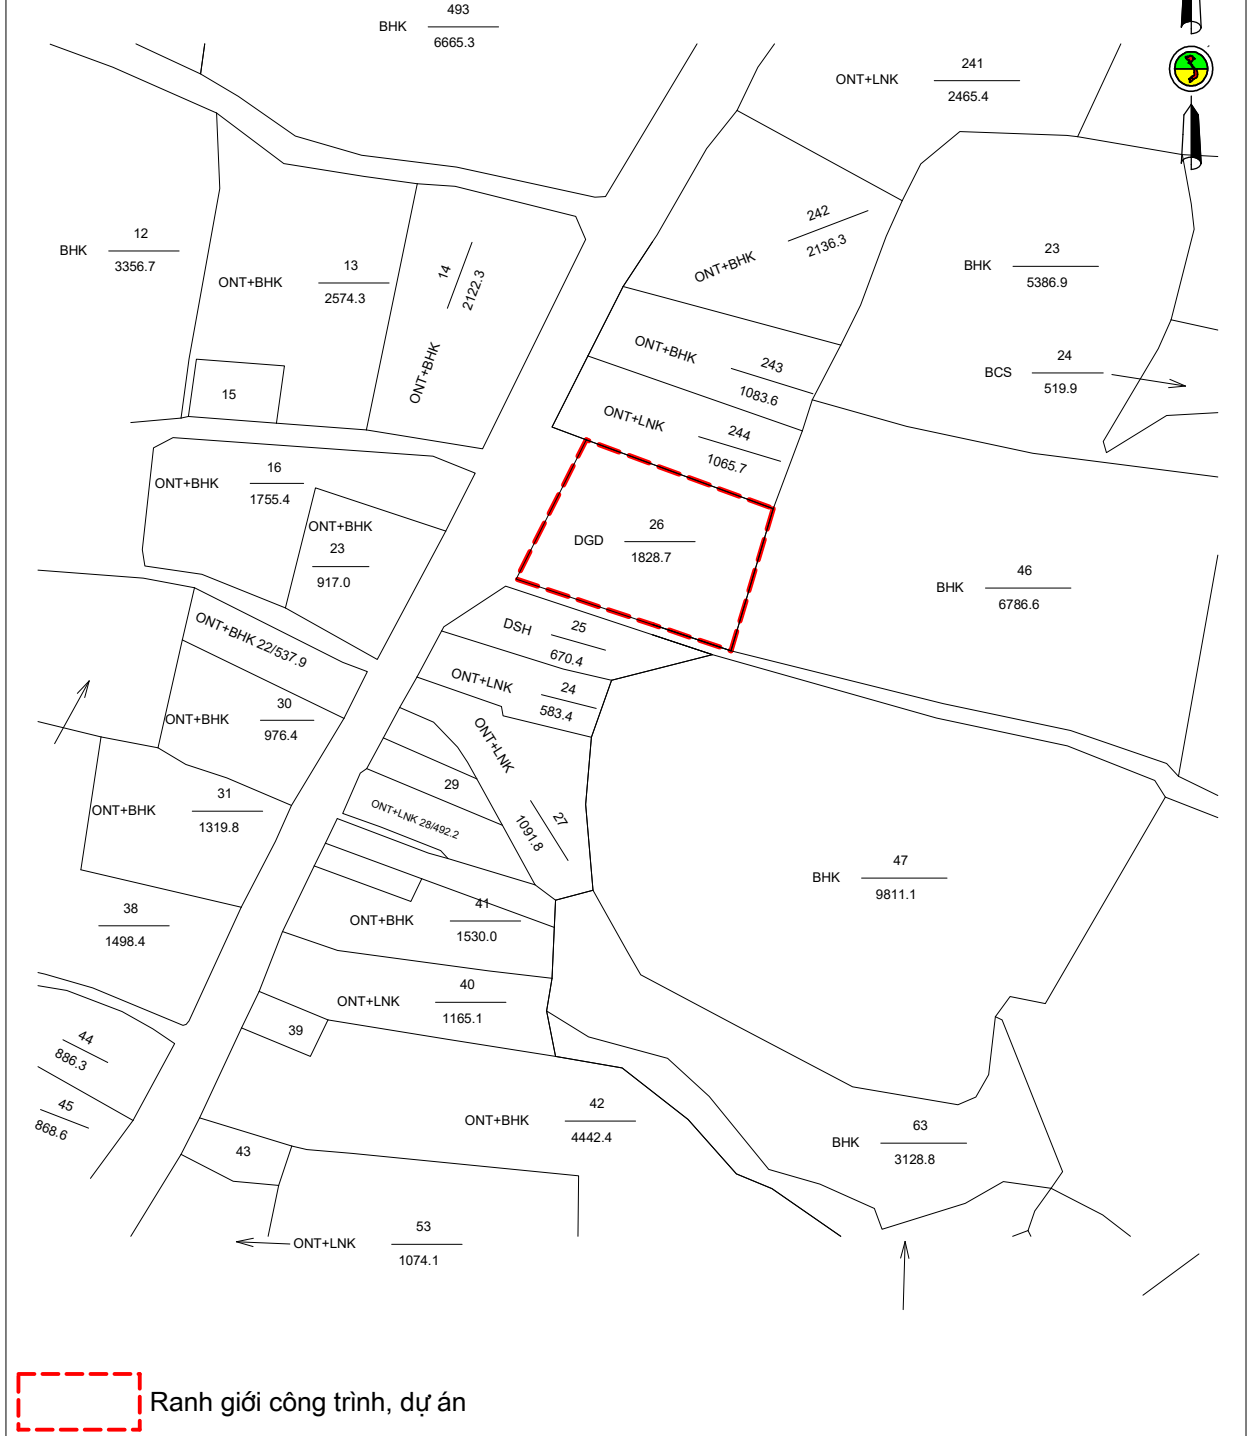 493
BHK
6665.3
241
ONT+LNK
2465.4
242
ONT+BHK
2136.3
12
BHK
3356.7
13
ONT+BHK
2574.3
14
2122.3
ONT+BHK
15
23
BHK
5386.9
243
ONT+BHK
1083.6
24
BCS
519.9
244
ONT+LNK
1065.7
16
ONT+BHK
1755.4
ONT+BHK
23
917.0
26
DGD
1828.7
46
BHK
6786.6
25
DSH
670.4
ONT+BHK 22/537.9
24
ONT+LNK
583.4
30
ONT+BHK
976.4
ONT+LNK
27
1091.8
29
ONT+LNK 28/492.2
31
ONT+BHK
1319.8
47
BHK
9811.1
38
1498.4
41
ONT+BHK
1530.0
40
ONT+LNK
1165.1
39
44
886.3
45
868.6
42
ONT+BHK
4442.4
63
BHK
3128.8
43
53
ONT+LNK
1074.1
Ranh giới công trình, dự án